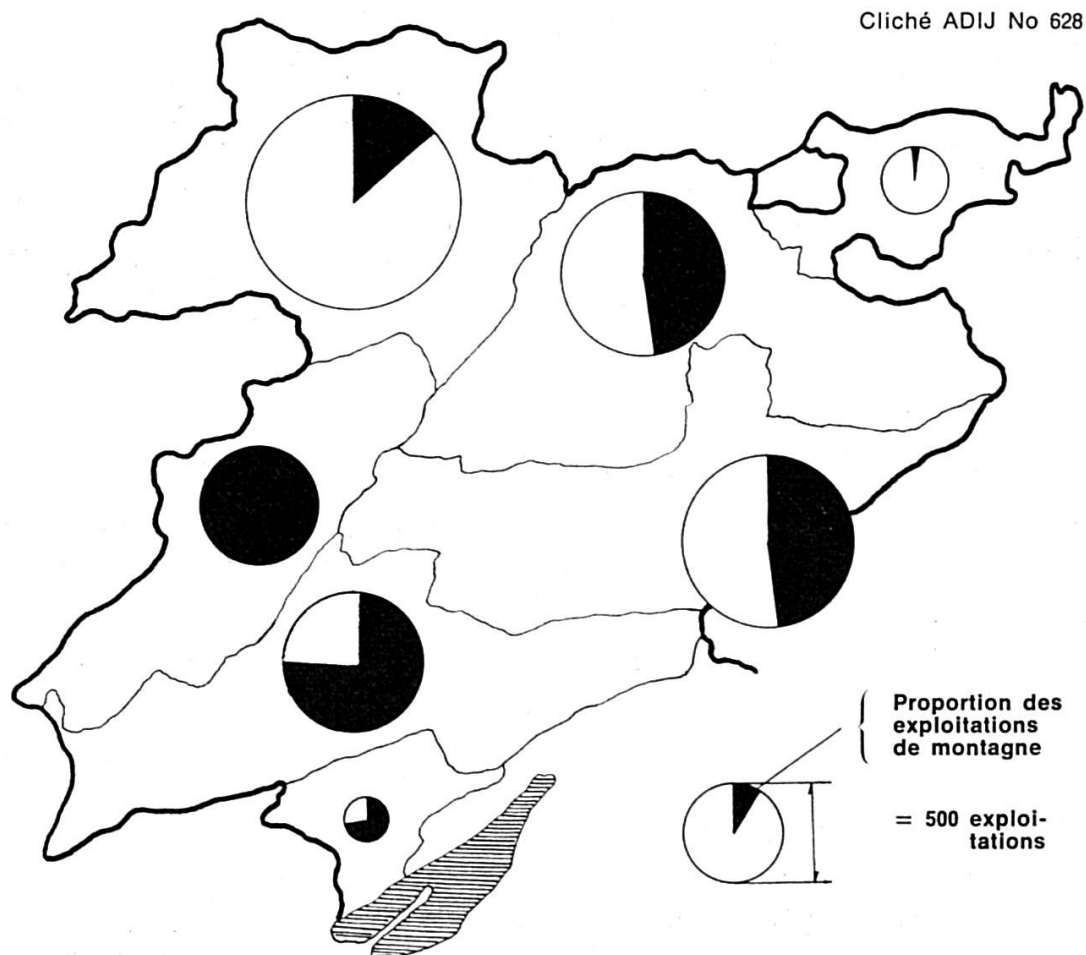 Cliché ADIJ No 628
Proportion des
exploitations
de montagne
= 500 exploi-
tations